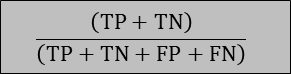 (TP + TN)
(TP + TN + FP + FN)